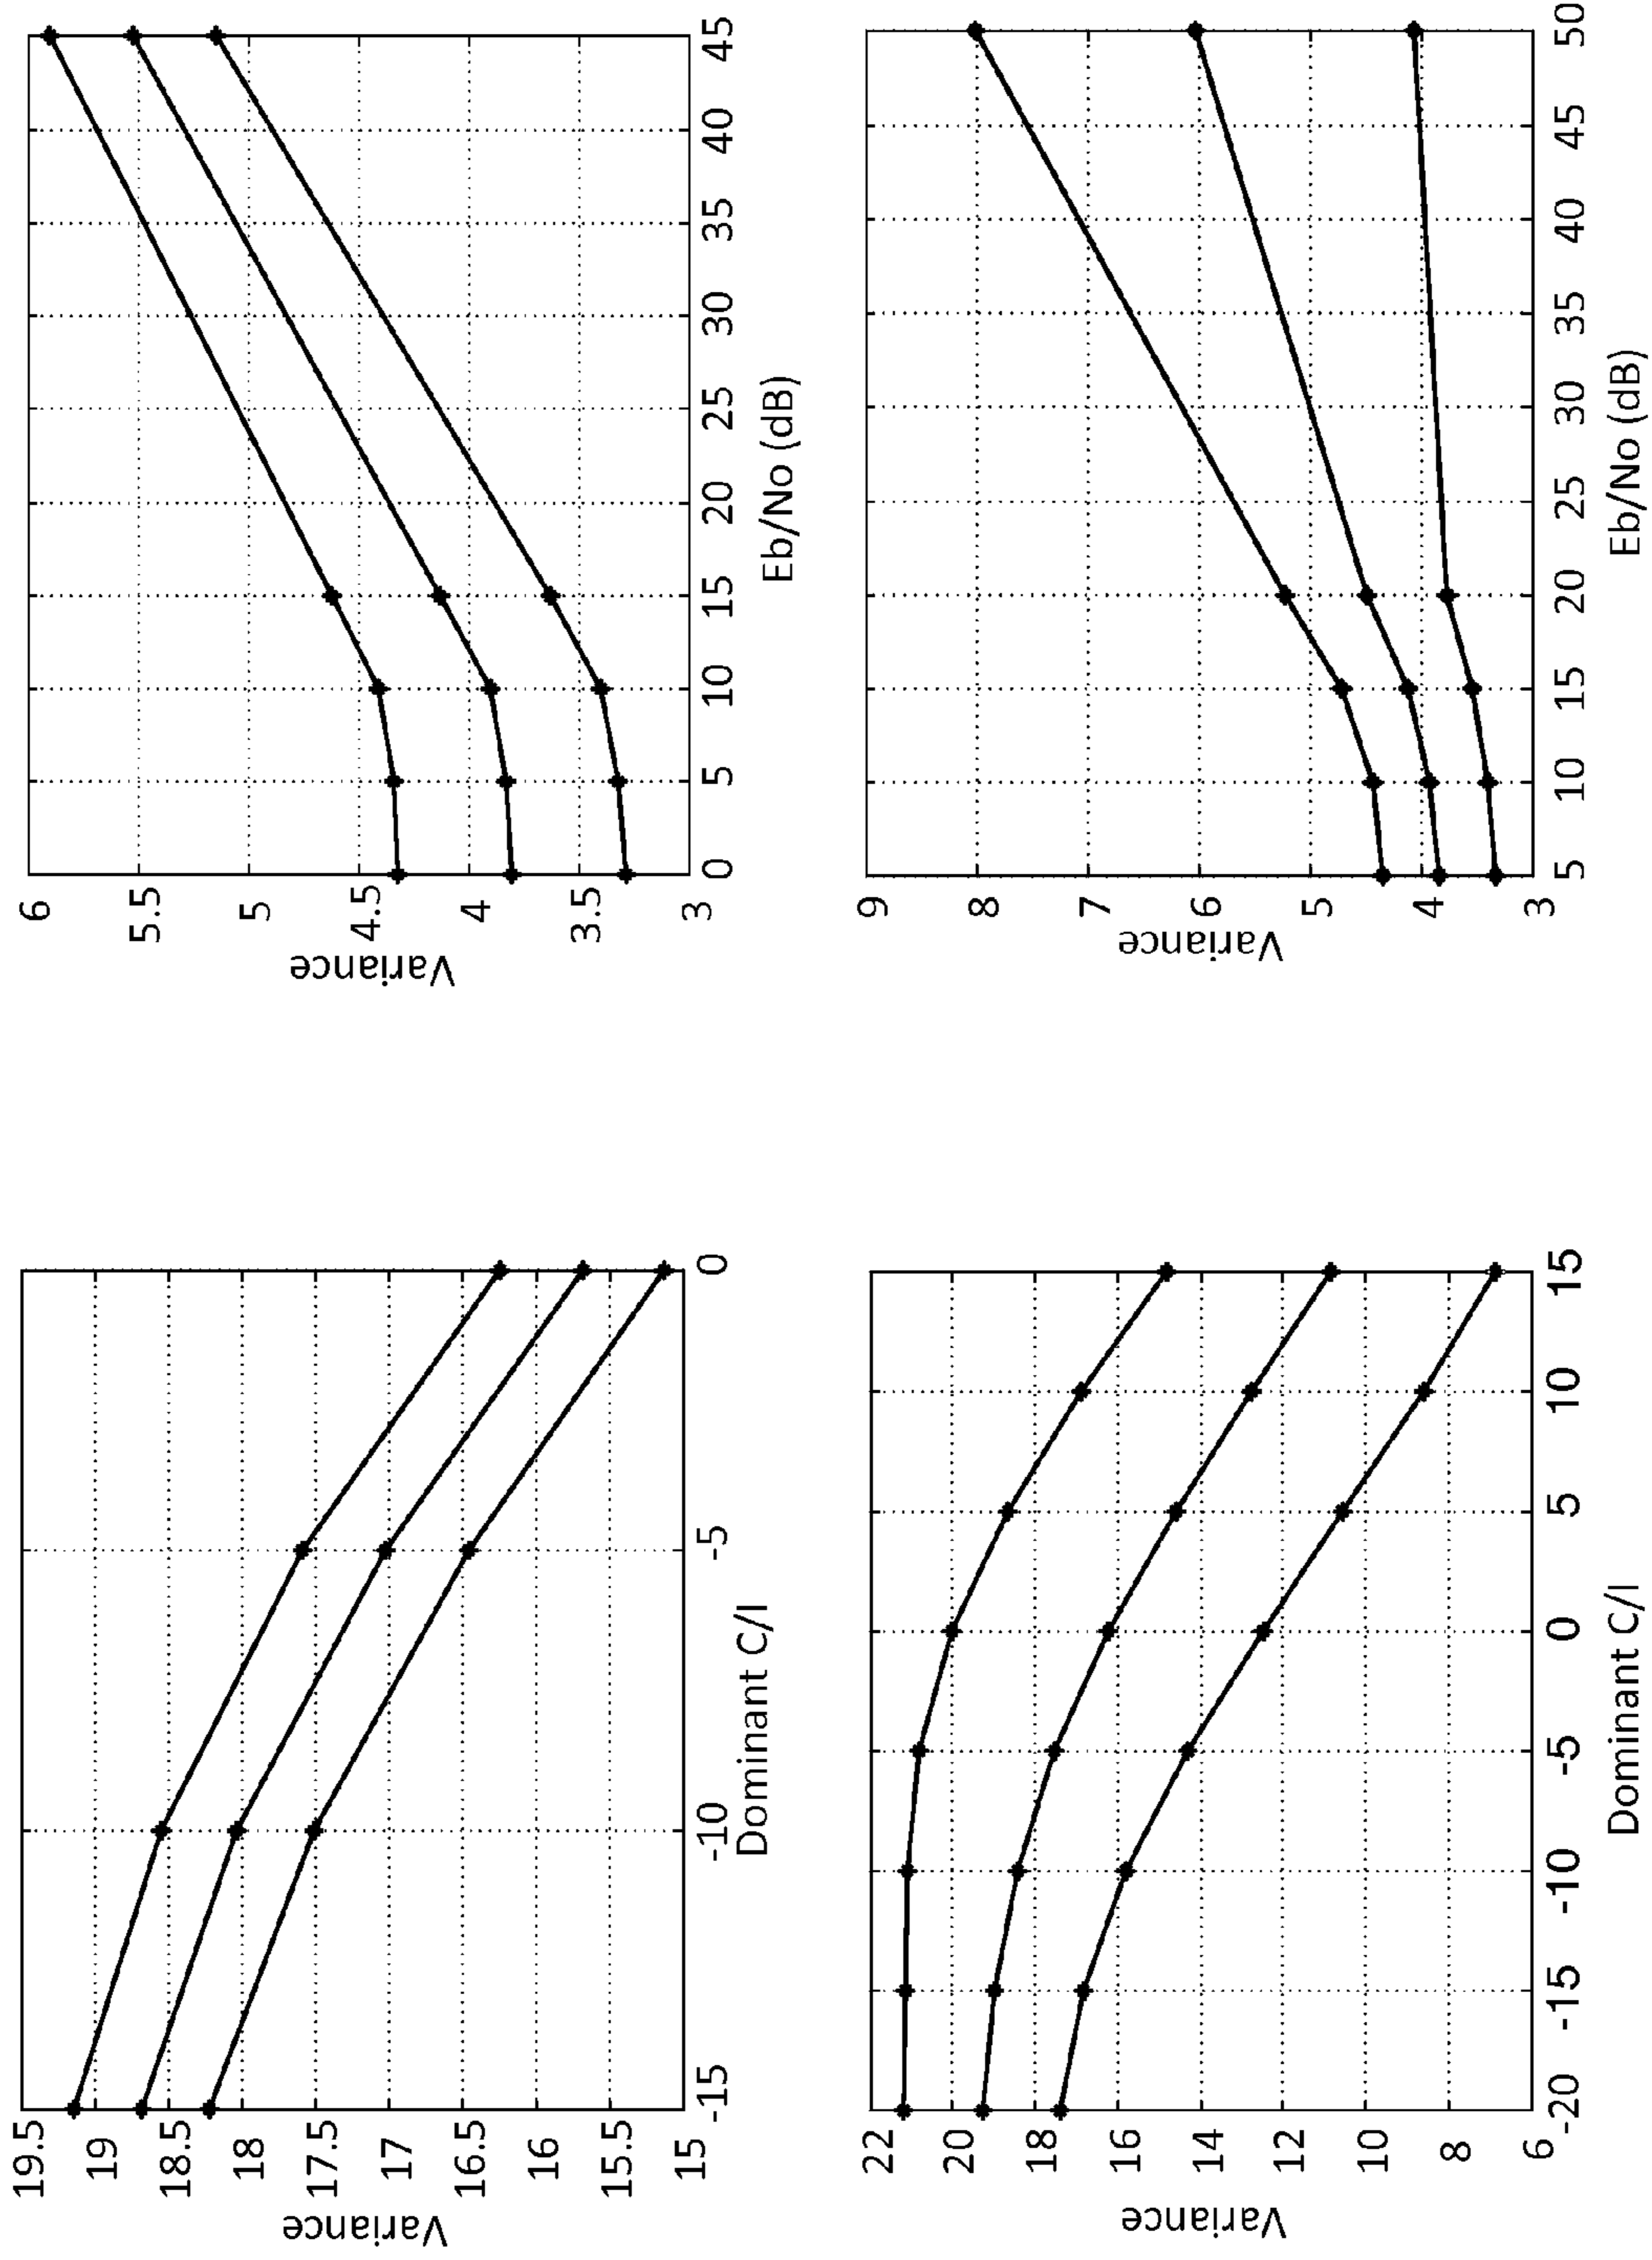 Variance
19.5
19
18.5
18
17.5
17
16.5
16
15.5
15
-15 -10 -5 0
Dominant C/I
Variance
6
5.5
5
4.5
4
3.5
3
0 5 10 15 20 25 30 35 40 45
Eb/No (dB)
Variance
22
20
18
16
14
12
10
8
6
-20 -15 -10 -5 0 5 10 15
Dominant C/I
Variance
9
8
7
6
5
4
3
5 10 15 20 25 30 35 40 45 50
Eb/No (dB)